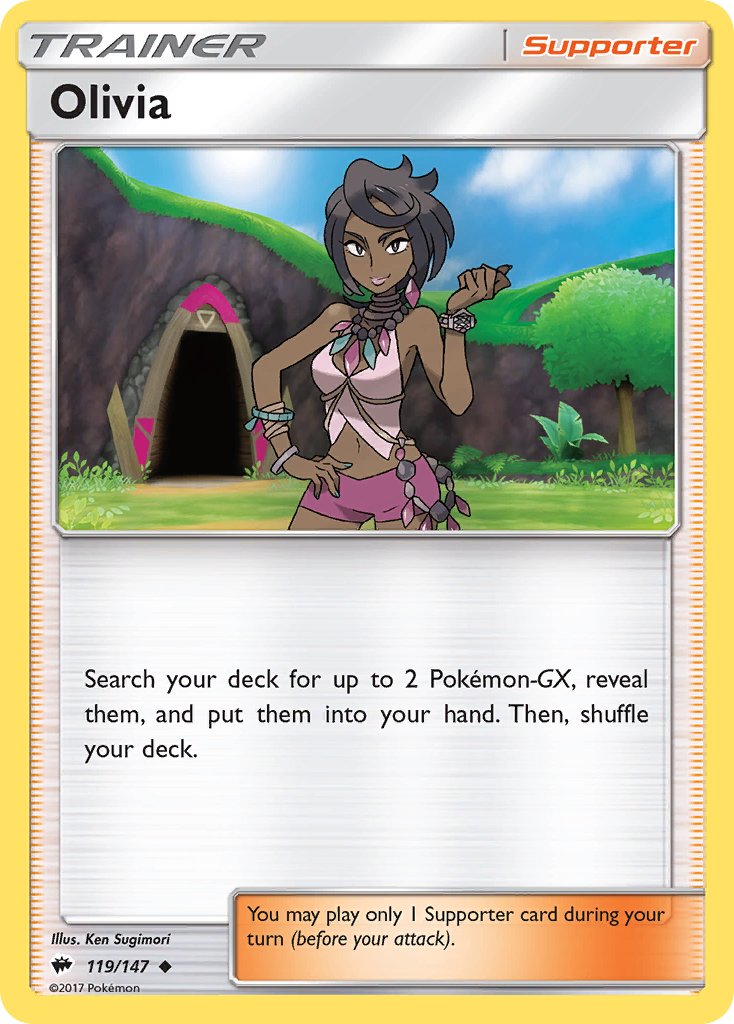 TRAINER
Supporter
Olivia
Search your deck for up to 2 Pokémon-GX, reveal
them, and put them into your hand. Then, shuffle
your deck.
You may play only 1 Supporter card during your
turn (before your attack).
Illus. Ken Sugimori
119/147
©2017 Pokémon